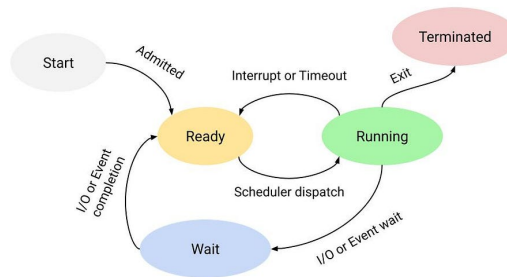 Start
Admitted
Terminated
Interrupt or Timeout
Exit
Ready
Running
Scheduler dispatch
I/O or Event
completion
I/O or Event wait
Wait